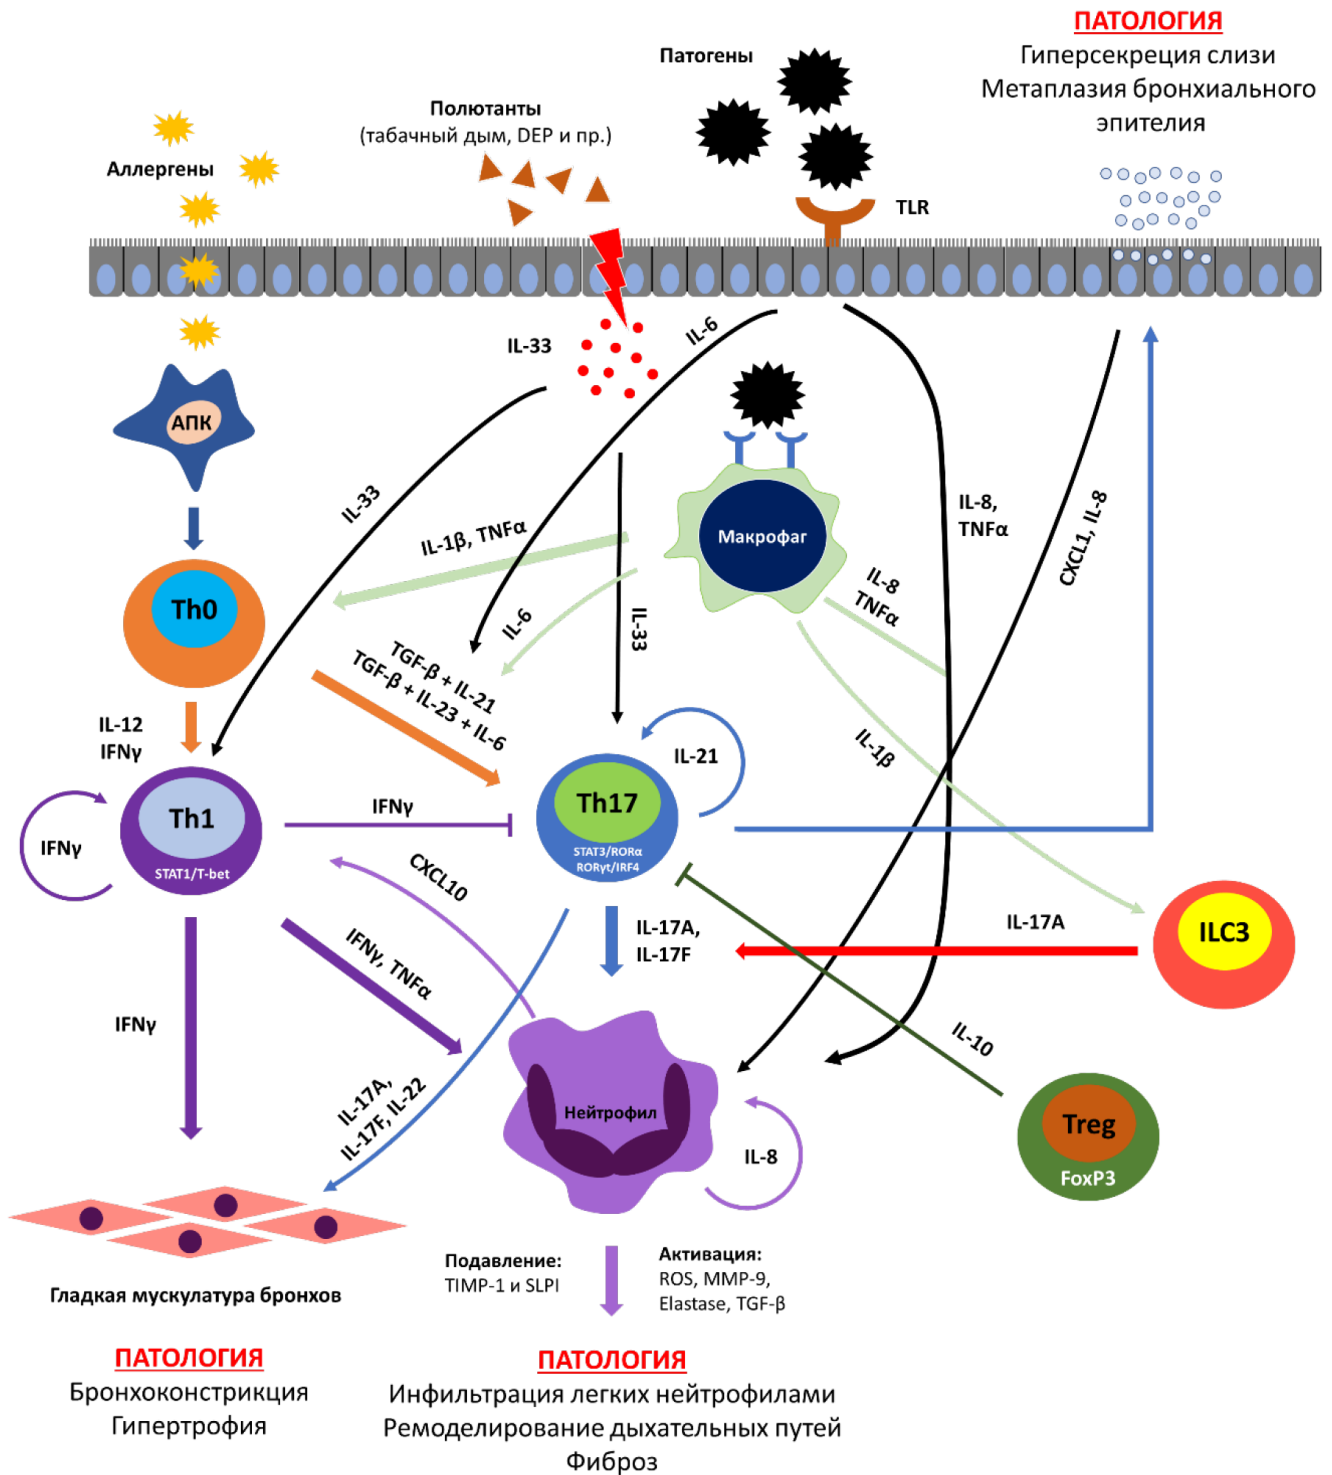 ПАТОЛОГИЯ
Гиперсекреция слизи
Метаплазия бронхиального
эпителия
Патогены
Полютанты
(табачный дым, DEP и пр.)
Аллергены
TLR
IL-33
IL-6
АПК
IL-33
IL-1β, TNFα
Макрофаг
IL-8,
TNFα
CXCL1, IL-8
IL-8
TNFα
IL-6
IL-33
Th0
TGF-β + IL-21
TGF-β + IL-23 + IL-6
IL-12
IFNγ
IL-21
IL-1β
Th1
STAT1/T-bet
IFNγ
IFNγ
Th17
STAT3/RORα
RORγt/IRF4
CXCL10
IL-17A,
IL-17F
IL-17A
ILC3
IFNγ, TNFα
IFNγ
IL-10
IL-17A,
IL-17F, IL-22
Нейтрофил
IL-8
Treg
FoxP3
Гладкая мускулатура бронхов
Подавление:
TIMP-1 и SLPI
Активация:
ROS, MMP-9,
Elastase, TGF-β
ПАТОЛОГИЯ
Бронхоконстрикция
Гипертрофия
ПАТОЛОГИЯ
Инфильтрация легких нейтрофилами
Ремоделирование дыхательных путей
Фиброз